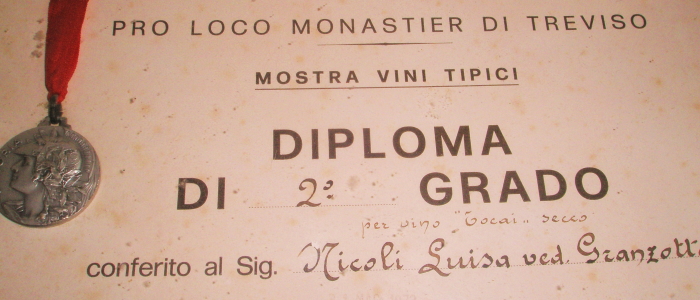 PRO LOCO MONASTIER DI TREVISO
MOSTRA VINI TIPICI
DIPLOMA
DI 2° GRADO
per vino "Tocai" secco
conferito al Sig. Nicoli Luisa ved. Granzott